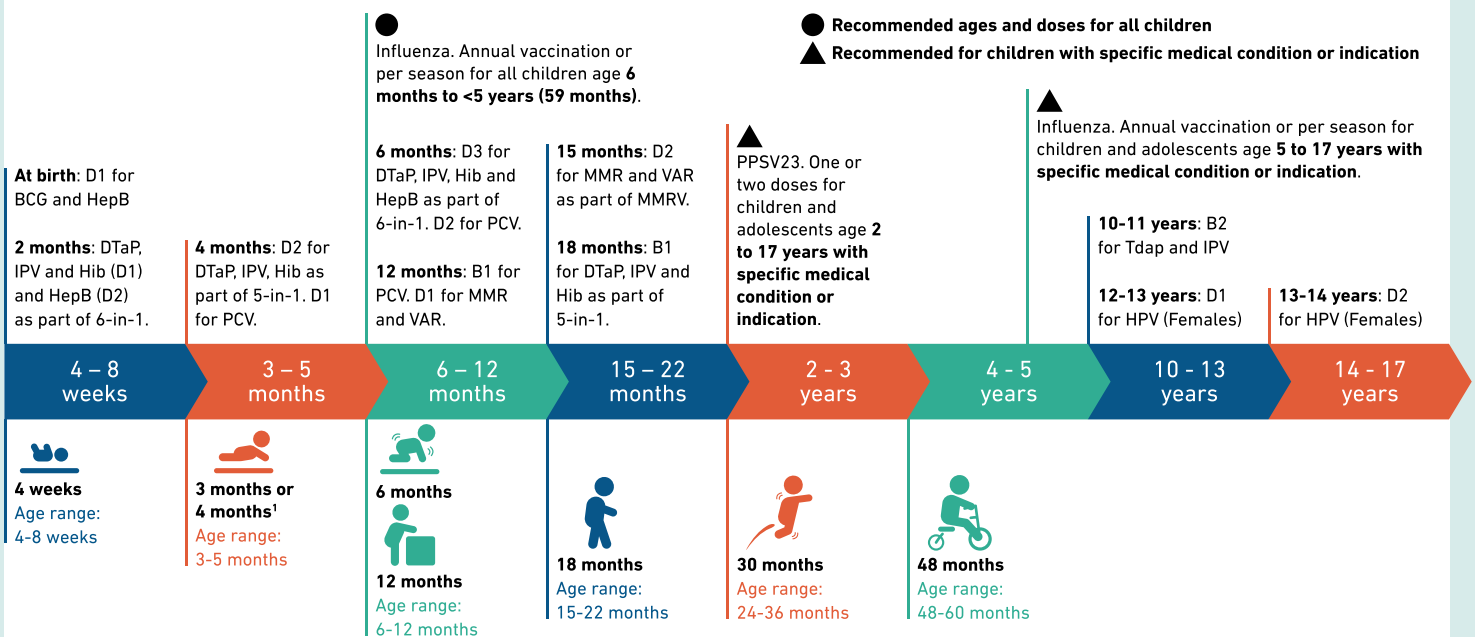 Recommended ages and doses for all children
Recommended for children with specific medical condition or indication
At birth: D1 for
BCG and HepB
2 months: DTaP,
IPV and Hib (D1)
and HepB (D2)
as part of 6-in-1.
4 months: D2 for
DTaP, IPV, Hib as
part of 5-in-1. D1
for PCV.
Influenza. Annual vaccination or
per season for all children age 6
months to <5 years (59 months).
6 months: D3 for
DTaP, IPV, Hib and
HepB as part of
6-in-1. D2 for PCV.
12 months: B1 for
PCV. D1 for MMR
and VAR.
15 months: D2
for MMR and VAR
as part of MMRV.
18 months: B1
for DTaP, IPV and
Hib as part of
5-in-1.
PPSV23. One or
two doses for
children and
adolescents age 2
to 17 years with
specific medical
condition or
indication.
Influenza. Annual vaccination or per season for
children and adolescents age 5 to 17 years with
specific medical condition or indication.
10-11 years: B2
for Tdap and IPV
12-13 years: D1
for HPV (Females)
13-14 years: D2
for HPV (Females)
4 – 8
weeks
3 – 5
months
6 – 12
months
15 – 22
months
2 - 3
years
4 - 5
years
10 - 13
years
14 - 17
years
4 weeks
Age range:
4-8 weeks
3 months or
4 months¹
Age range:
3-5 months
6 months
12 months
Age range:
6-12 months
18 months
Age range:
15-22 months
30 months
Age range:
24-36 months
48 months
Age range:
48-60 months